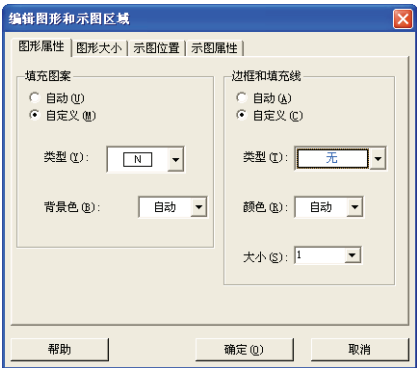 编辑图形和示图区域
图形属性 图形大小 示图位置 示图属性
填充图案
自动(U)
自定义(M)
类型(Y): N
背景色(B): 自动
边框和填充线
自动(A)
自定义(C)
类型(T): 无
颜色(R): 自动
大小(S): 1
帮助 确定(O) 取消